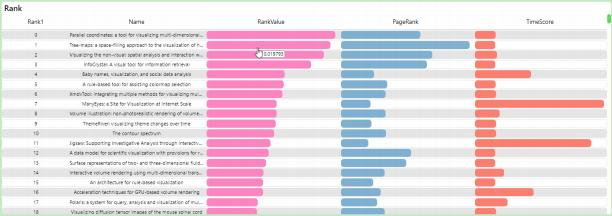 Rank
Rank1 Name RankValue PageRank TimeScore
0 Parallel coordinates: a tool for visualizing multi-dimensional...
1 Tree-maps: a space-filling approach to the visualization of h...
2 Visualizing the non-visual: spatial analysis and interaction w... 0.019793
3 InfoCrystal: A visual tool for information retrieval
4 Baby names, visualization, and social data analysis
5 A rule-based tool for assisting colormap selection
6 XmdvTool: integrating multiple methods for visualizing mul...
7 ManyEyes: a Site for Visualization at Internet Scale
8 Volume illustration: non-photorealistic rendering of volume...
9 ThemeRiver: visualizing theme changes over time
10 The contour spectrum
11 Jigsaw: Supporting Investigative Analysis through Interactiv...
12 A data model for scientific visualization with provisions for r...
13 Surface representations of two- and three-dimensional fluid...
14 Interactive volume rendering using multi-dimensional trans...
15 An architecture for rule-based visualization
16 Acceleration techniques for GPU-based volume rendering
17 Polaris: a system for query, analysis and visualization of mu...
18 Visualizing diffusion tensor images of the mouse spinal cord